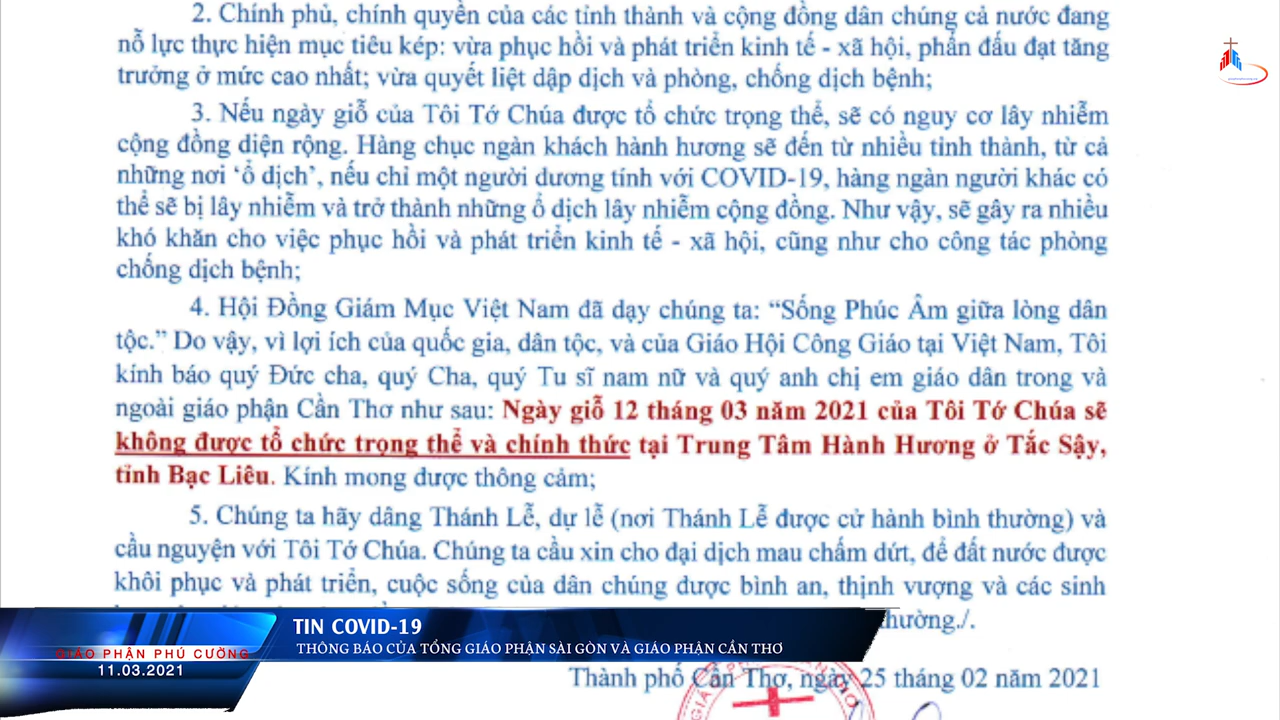 2. Chính phủ, chính quyền của các tỉnh thành và cộng đồng dân chúng cả nước đang
nỗ lực thực hiện mục tiêu kép: vừa phục hồi và phát triển kinh tế - xã hội, phấn đấu đạt tăng
trưởng ở mức cao nhất; vừa quyết liệt dập dịch và phòng, chống dịch bệnh;
3. Nếu ngày giỗ của Tôi Tớ Chúa được tổ chức trọng thể, sẽ có nguy cơ lây nhiễm
cộng đồng diện rộng. Hàng chục ngàn khách hành hương sẽ đến từ nhiều tỉnh thành, từ cả
những nơi ‘ổ dịch’, nếu chỉ một người dương tính với COVID-19, hàng ngàn người khác có
thể sẽ bị lây nhiễm và trở thành những ổ dịch lây nhiễm cộng đồng. Như vậy, sẽ gây ra nhiều
khó khăn cho việc phục hồi và phát triển kinh tế - xã hội, cũng như cho công tác phòng
chống dịch bệnh;
4. Hội Đồng Giám Mục Việt Nam đã dạy chúng ta: “Sống Phúc Âm giữa lòng dân
tộc.” Do vậy, vì lợi ích của quốc gia, dân tộc, và của Giáo Hội Công Giáo tại Việt Nam, Tôi
kính báo quý Đức cha, quý Cha, quý Tu sĩ nam nữ và quý anh chị em giáo dân trong và
ngoài giáo phận Cần Thơ như sau: Ngày giỗ 12 tháng 03 năm 2021 của Tôi Tớ Chúa sẽ
không được tổ chức trọng thể và chính thức tại Trung Tâm Hành Hương ở Tắc Sậy,
tỉnh Bạc Liêu. Kính mong được thông cảm;
5. Chúng ta hãy dâng Thánh Lễ, dự lễ (nơi Thánh Lễ được cử hành bình thường) và
cầu nguyện với Tôi Tớ Chúa. Chúng ta cầu xin cho đại dịch mau chấm dứt, để đất nước được
khôi phục và phát triển, cuộc sống của dân chúng được bình an, thịnh vượng và các sinh
thường./.
TIN COVID-19
THÔNG BÁO CỦA TỔNG GIÁO PHẬN SÀI GÒN VÀ GIÁO PHẬN CẦN THƠ
GIÁO PHẬN PHÚ CƯỜNG
11.03.2021
Thành phố Cần Thơ, ngày 25 tháng 02 năm 2021